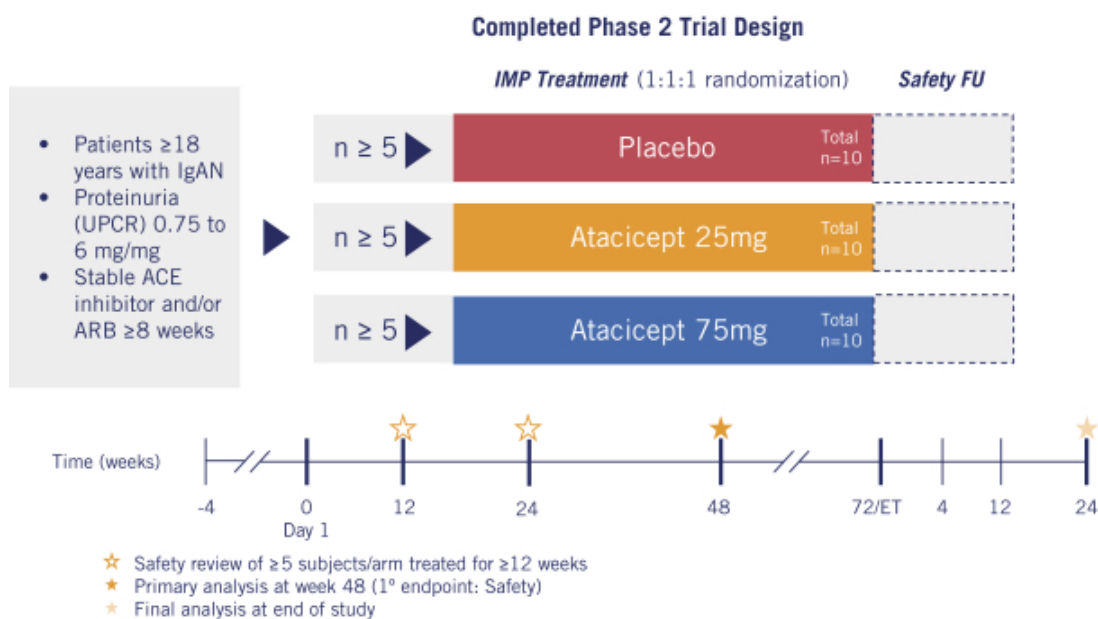 Completed Phase 2 Trial Design
IMP Treatment (1:1:1 randomization)
Safety FU
• Patients ≥18
years with IgAN
• Proteinuria
(UPCR) 0.75 to
6 mg/mg
• Stable ACE
inhibitor and/or
ARB ≥8 weeks
n ≥ 5
Placebo
Total
n=10
n ≥ 5
Atacicept 25mg
Total
n=10
n ≥ 5
Atacicept 75mg
Total
n=10
Time (weeks)
-4
0
Day 1
12
24
48
72/ET
4
12
24
Safety review of ≥5 subjects/arm treated for ≥12 weeks
Primary analysis at week 48 (1° endpoint: Safety)
Final analysis at end of study